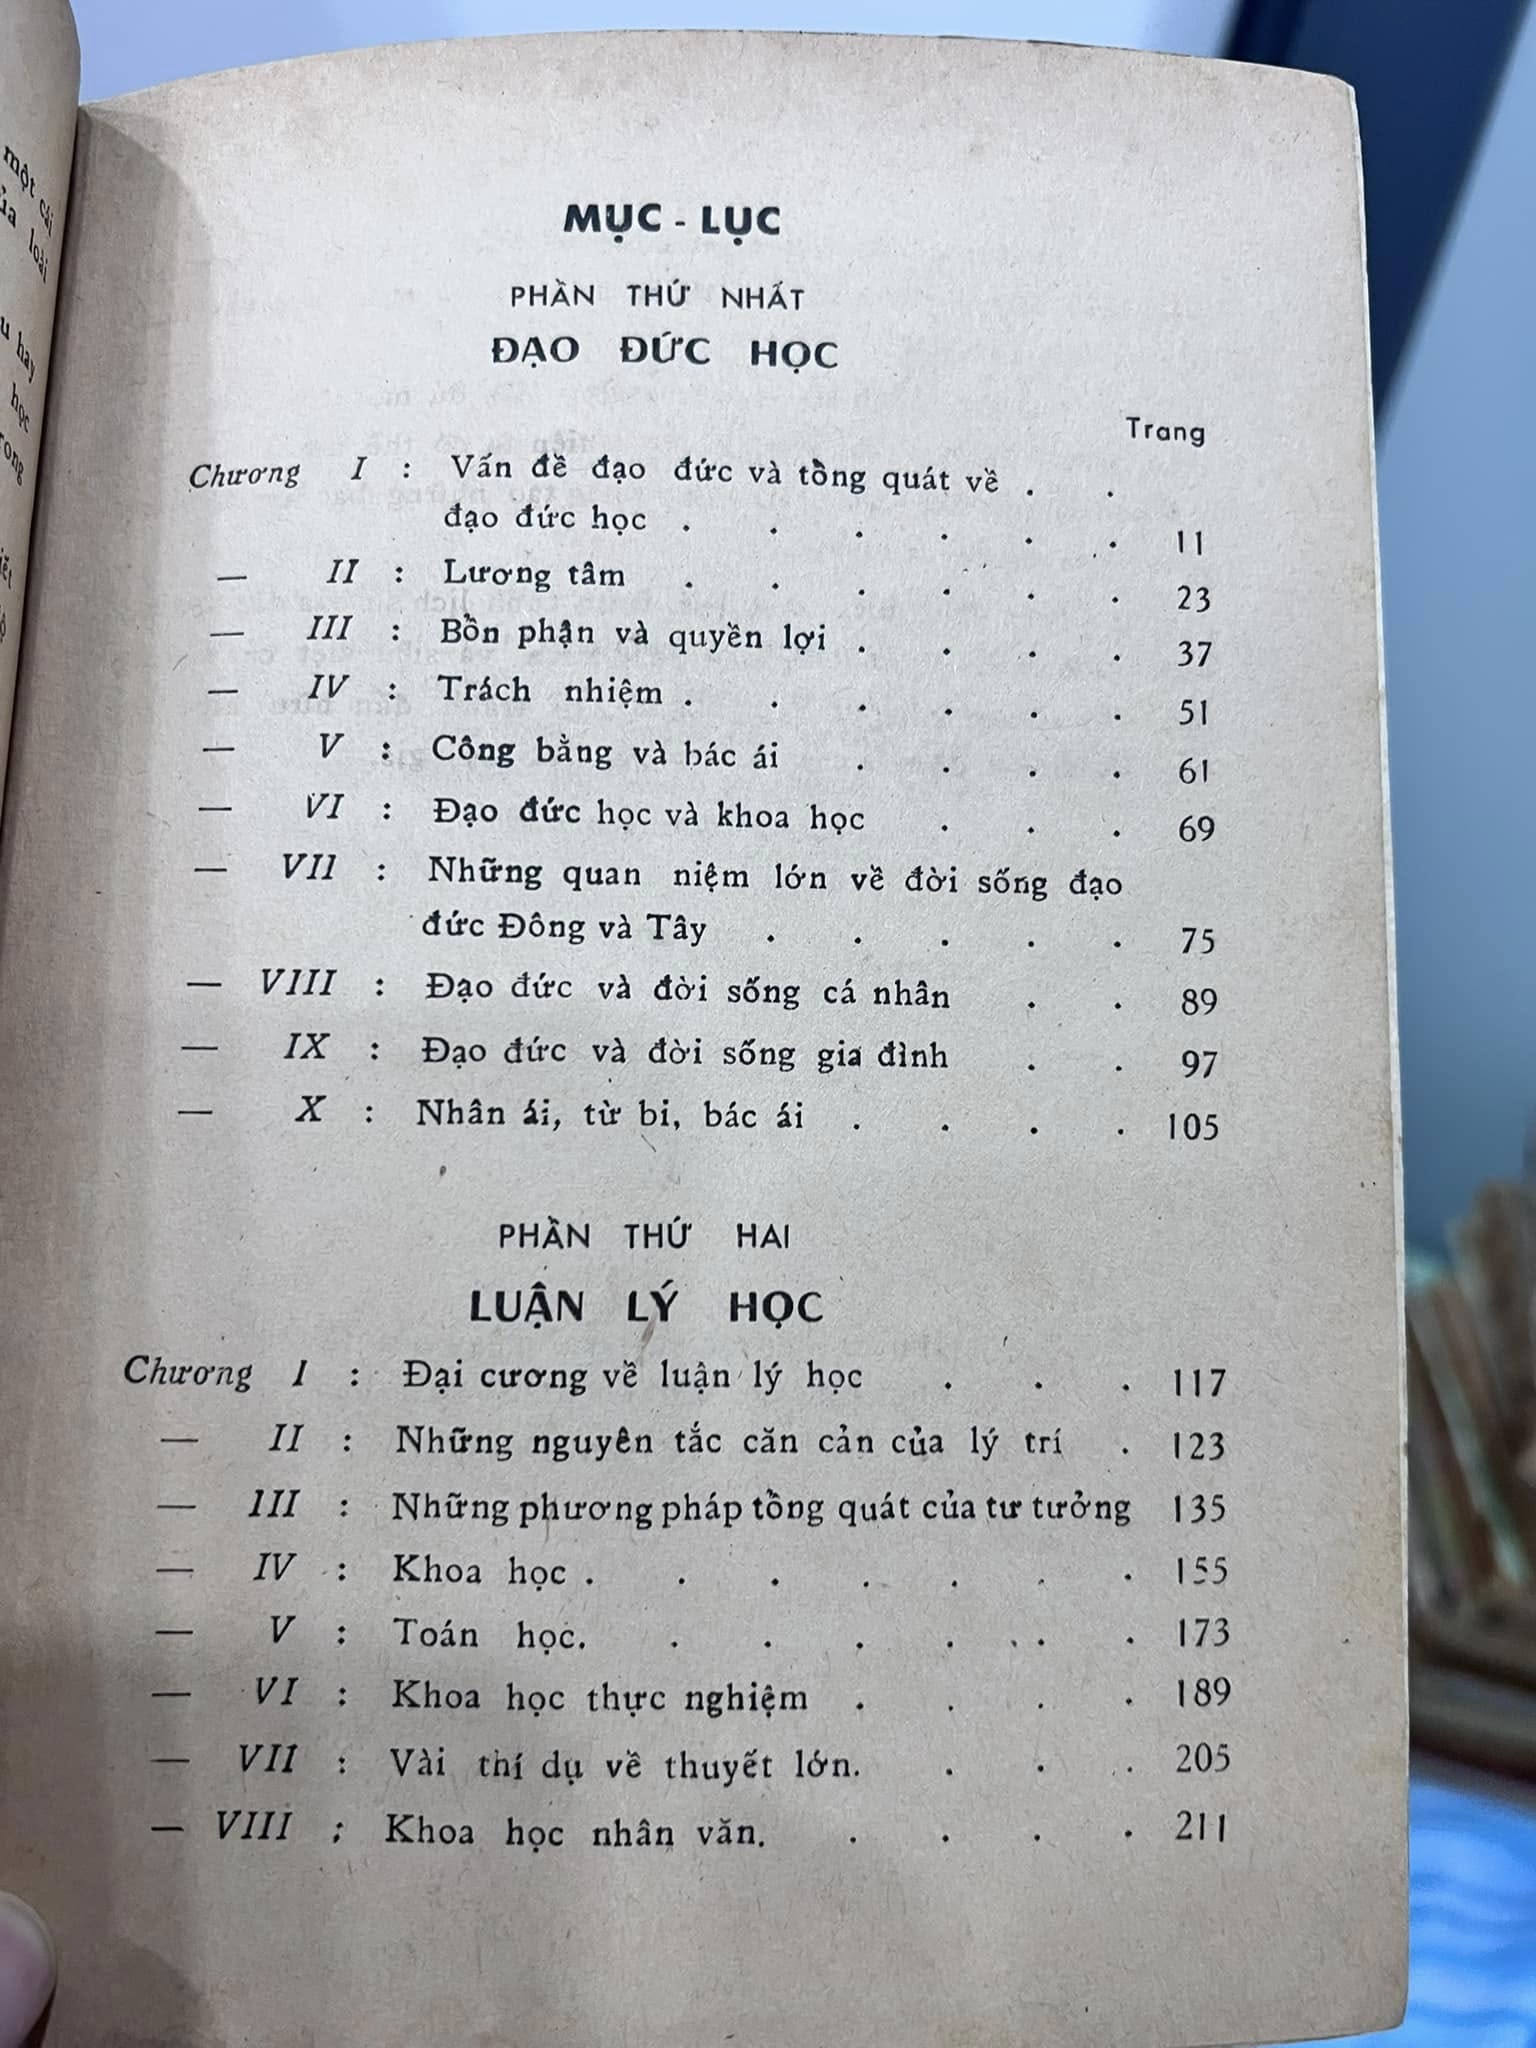 một cái
loài
hay
học
MỤC - LỤC
PHẦN THỨ NHẤT
ĐẠO ĐỨC HỌC
Trang
Chương I : Vấn đề đạo đức và tổng quát về . .
đạo đức học . . . . . . 11
— II : Lương tâm . . . . . . 23
— III : Bổn phận và quyền lợi . . . . 37
— IV : Trách nhiệm . . . . . . 51
— V : Công bằng và bác ái . . . . 61
— VI : Đạo đức học và khoa học . . . 69
— VII : Những quan niệm lớn về đời sống đạo
đức Đông và Tây . . . . . 75
— VIII : Đạo đức và đời sống cá nhân . . 89
— IX : Đạo đức và đời sống gia đình . . 97
— X : Nhân ái, từ bi, bác ái . . . . 105
PHẦN THỨ HAI
LUẬN LÝ HỌC
Chương I : Đại cương về luận lý học . . . 117
— II : Những nguyên tắc căn cản của lý trí . 123
— III : Những phương pháp tổng quát của tư tưởng 135
— IV : Khoa học . . . . . . . 155
— V : Toán học. . . . . . . 173
— VI : Khoa học thực nghiệm . . . . 189
— VII : Vài thí dụ về thuyết lớn. . . . 205
— VIII : Khoa học nhân văn. . . . . 211